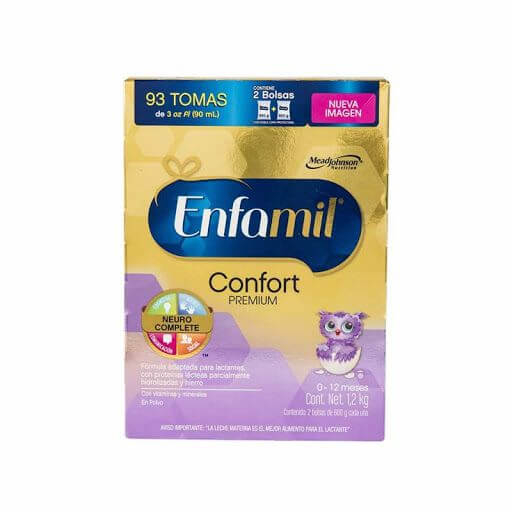 93 TOMAS
de 3 oz Fl (90 mL)
CONTIENE
2 Bolsas
NUEVA
IMAGEN
MeadJohnson
Nutrition
Enfamil®
Confort
PREMIUM
NEURO
COMPLETE
™
Fórmula adaptada para lactantes,
con proteínas lácteas parcialmente
hidrolizadas y hierro
Con vitaminas y minerales
En Polvo
0 - 12 meses
Cont. Net. 1,2 kg
Contenido 2 bolsas de 600 g cada una
AVISO IMPORTANTE: "LA LECHE MATERNA ES EL MEJOR ALIMENTO PARA EL LACTANTE"